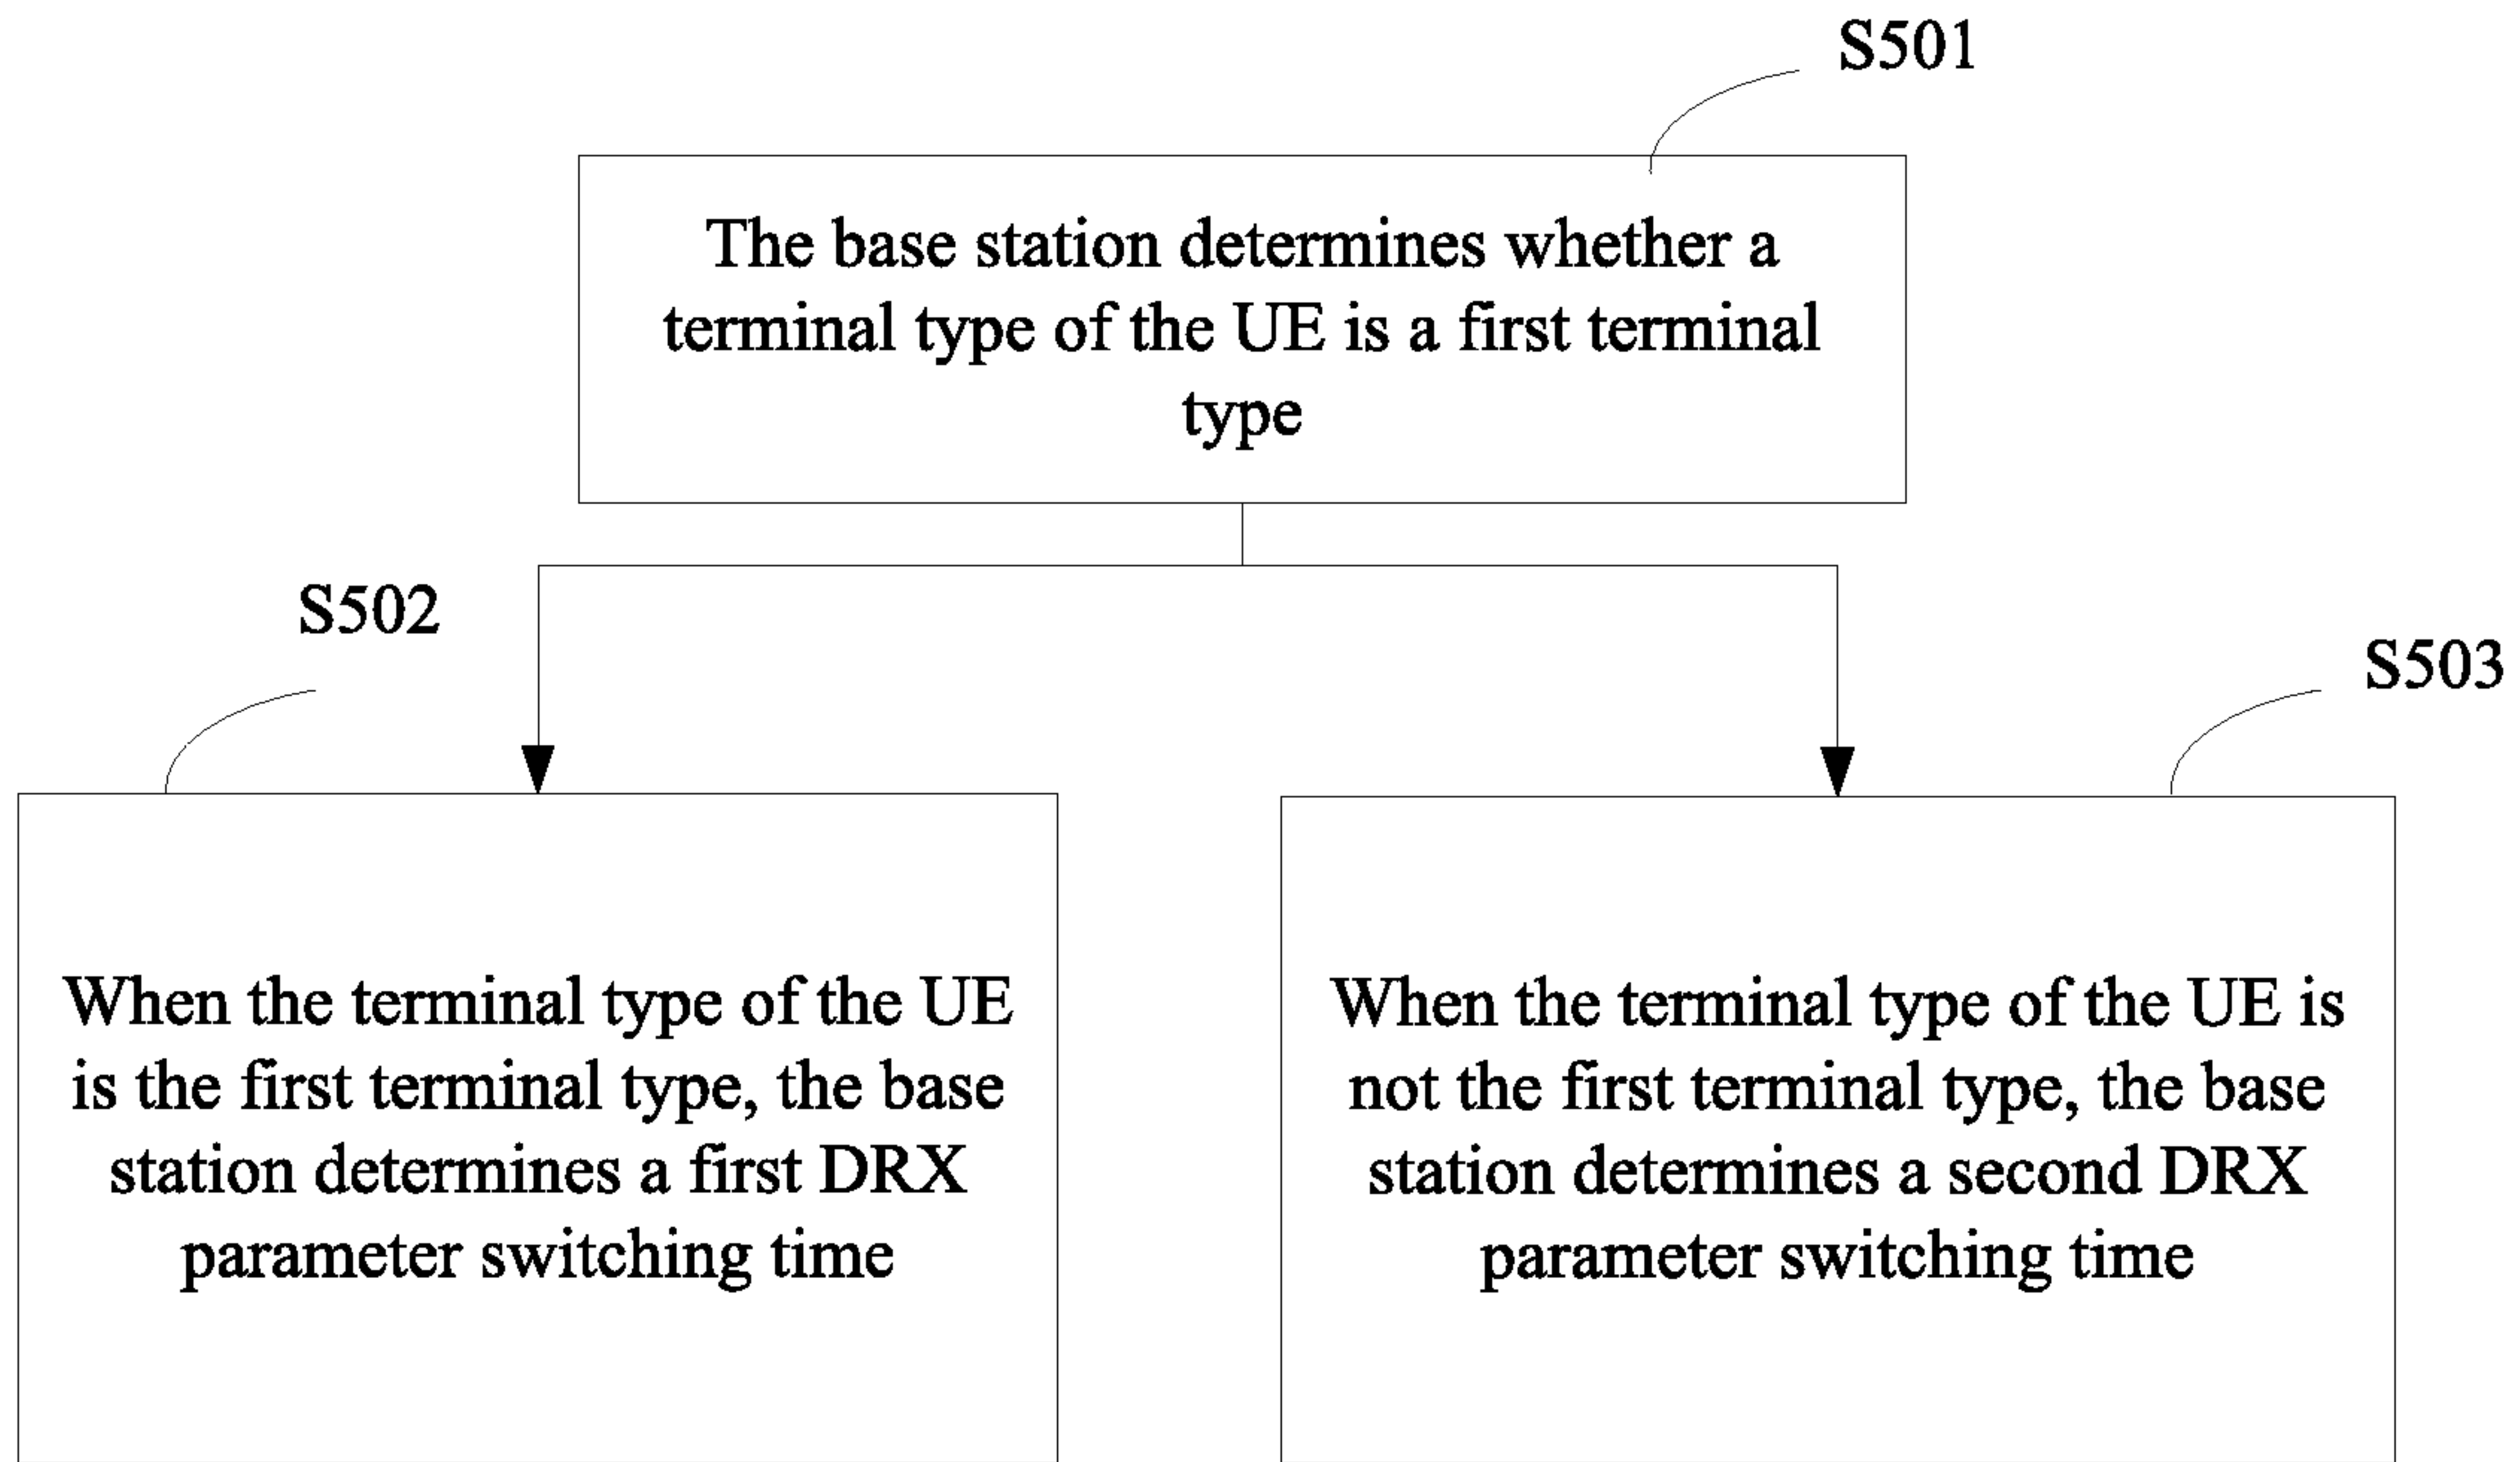 S501
The base station determines whether a
terminal type of the UE is a first terminal
type
S502
S503
When the terminal type of the UE
is the first terminal type, the base
station determines a first DRX
parameter switching time
When the terminal type of the UE is
not the first terminal type, the base
station determines a second DRX
parameter switching time